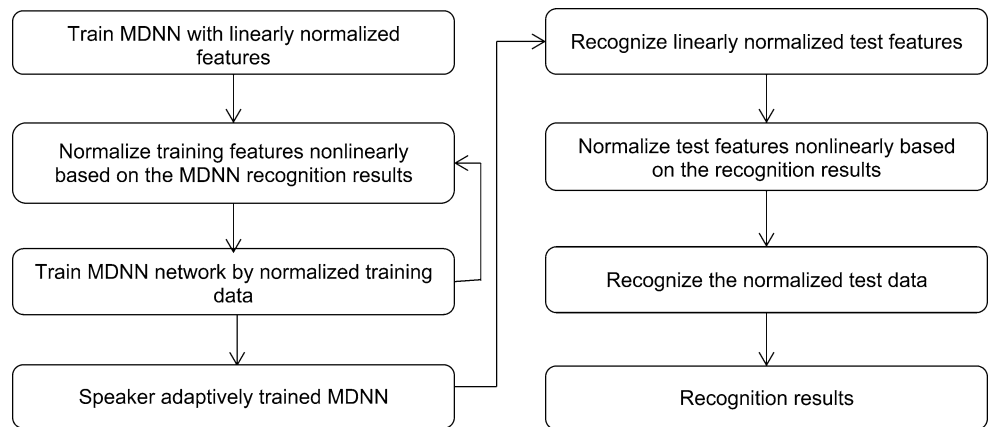 Train MDNN with linearly normalized
features
Normalize training features nonlinearly
based on the MDNN recognition results
Train MDNN network by normalized training
data
Speaker adaptively trained MDNN
Recognize linearly normalized test features
Normalize test features nonlinearly based
on the recognition results
Recognize the normalized test data
Recognition results